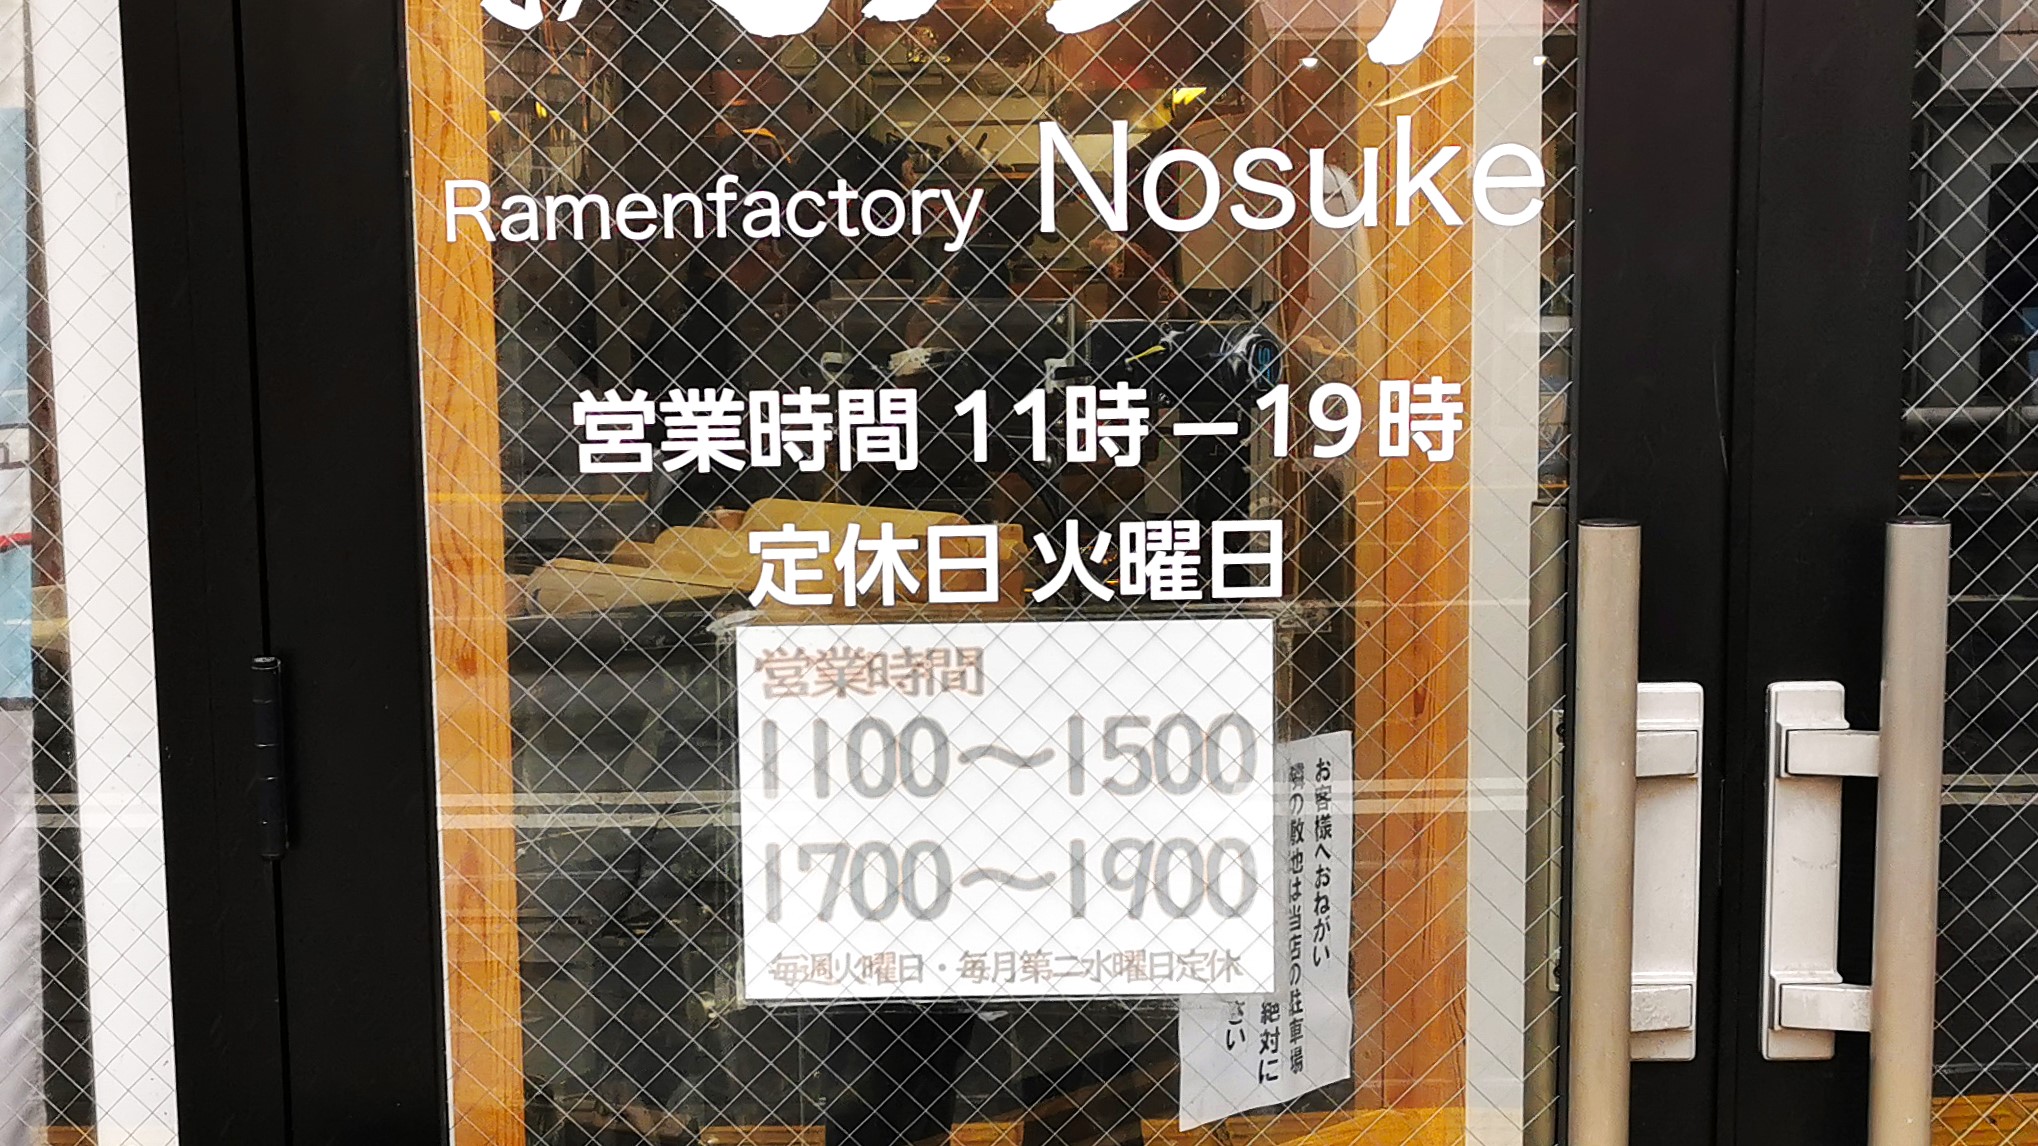 Ramenfactory Nosuke
営業時間 11時－19時
定休日 火曜日
営業時間
1100～1500
1700～1900
毎週火曜日・毎月第二水曜日定休
お客様へおねがい
隣の敷地は当店の駐車場
絶対に
さい